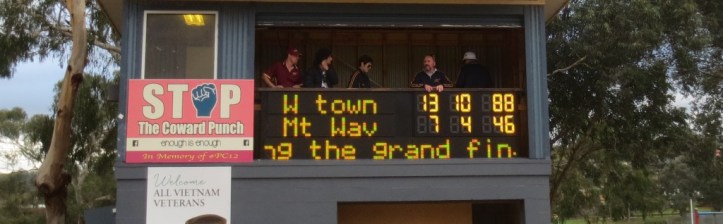 STOP
The Coward Punch
enough is enough
In Memory of #PC12
W town 13 10 88
Mt Wav 7 4 46
ng the grand fin
Welcome
ALL VIETNAM
VETERANS